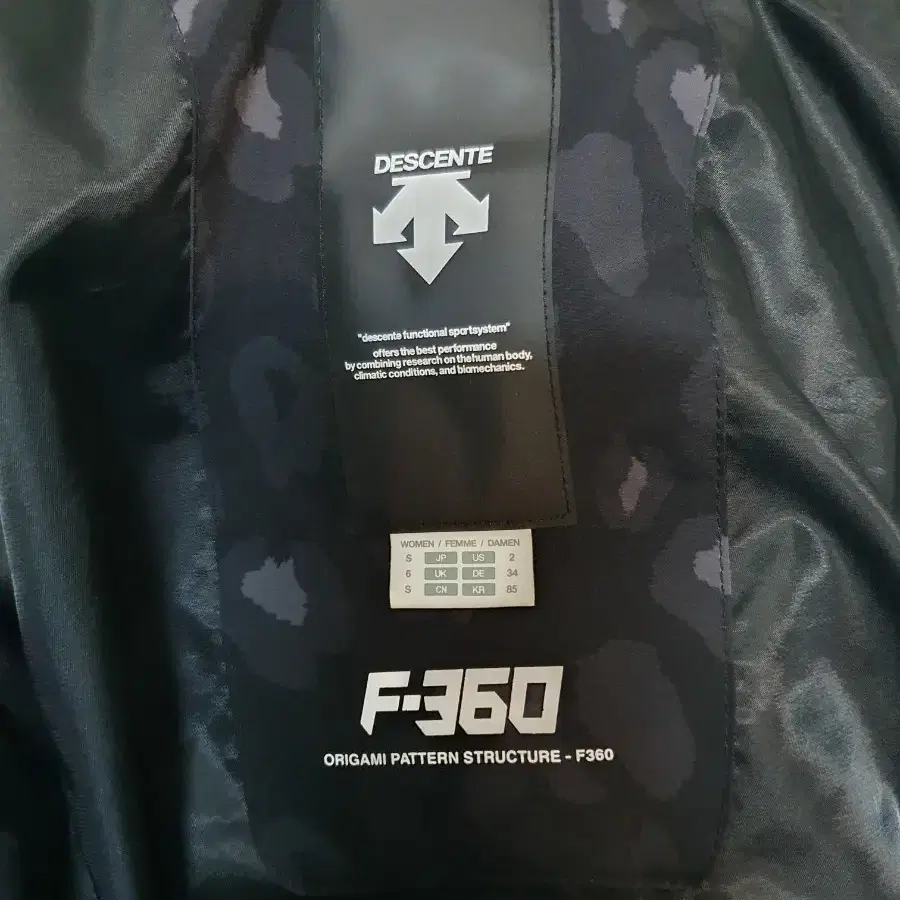 DESCENTE
"descente functional sportsystem"
offers the best performance
by combining research on the human body,
climatic conditions, and biomechanics.
WOMEN / FEMME / DAMEN
S JP US 2
6 UK DE 34
S CN KR 85
F-360
ORIGAMI PATTERN STRUCTURE - F360